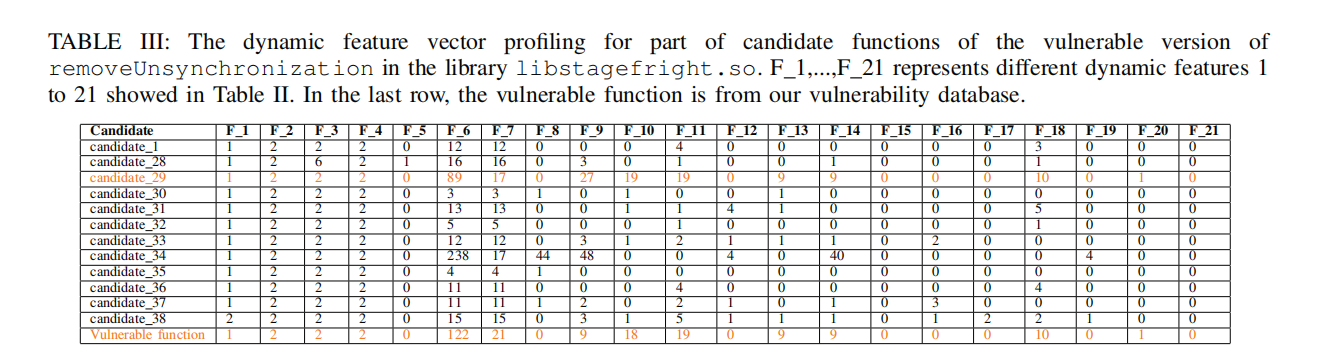 TABLE III: The dynamic feature vector profiling for part of candidate functions of the vulnerable version of
removeUnsynchronization in the library libstagefright.so. F_1,...,F_21 represents different dynamic features 1
to 21 showed in Table II. In the last row, the vulnerable function is from our vulnerability database.
Candidate F_1 F_2 F_3 F_4 F_5 F_6 F_7 F_8 F_9 F_10 F_11 F_12 F_13 F_14 F_15 F_16 F_17 F_18 F_19 F_20 F_21
candidate_1 1 2 2 2 0 12 12 0 0 0 4 0 0 0 0 0 0 3 0 0 0
candidate_28 1 2 6 2 1 16 16 0 3 0 1 0 0 1 0 0 0 1 0 0 0
candidate_29 1 2 2 2 0 89 17 0 27 19 19 0 9 9 0 0 0 10 0 1 0
candidate_30 1 2 2 2 0 3 3 1 0 1 0 0 1 0 0 0 0 0 0 0 0
candidate_31 1 2 2 2 0 13 13 0 0 1 1 4 1 0 0 0 0 5 0 0 0
candidate_32 1 2 2 2 0 5 5 0 0 0 1 0 0 0 0 0 0 1 0 0 0
candidate_33 1 2 2 2 0 12 12 0 3 1 2 1 1 1 0 2 0 0 0 0 0
candidate_34 1 2 2 2 0 238 17 44 48 0 0 4 0 40 0 0 0 0 4 0 0
candidate_35 1 2 2 2 0 4 4 1 0 0 0 0 0 0 0 0 0 0 0 0 0
candidate_36 1 2 2 2 0 11 11 0 0 0 4 0 0 0 0 0 0 4 0 0 0
candidate_37 1 2 2 2 0 11 11 1 2 0 2 1 0 1 0 3 0 0 0 0 0
candidate_38 2 2 2 2 0 15 15 0 3 1 5 1 1 1 0 1 2 2 1 0 0
Vulnerable function 1 2 2 2 0 122 21 0 9 18 19 0 9 9 0 0 0 10 0 1 0